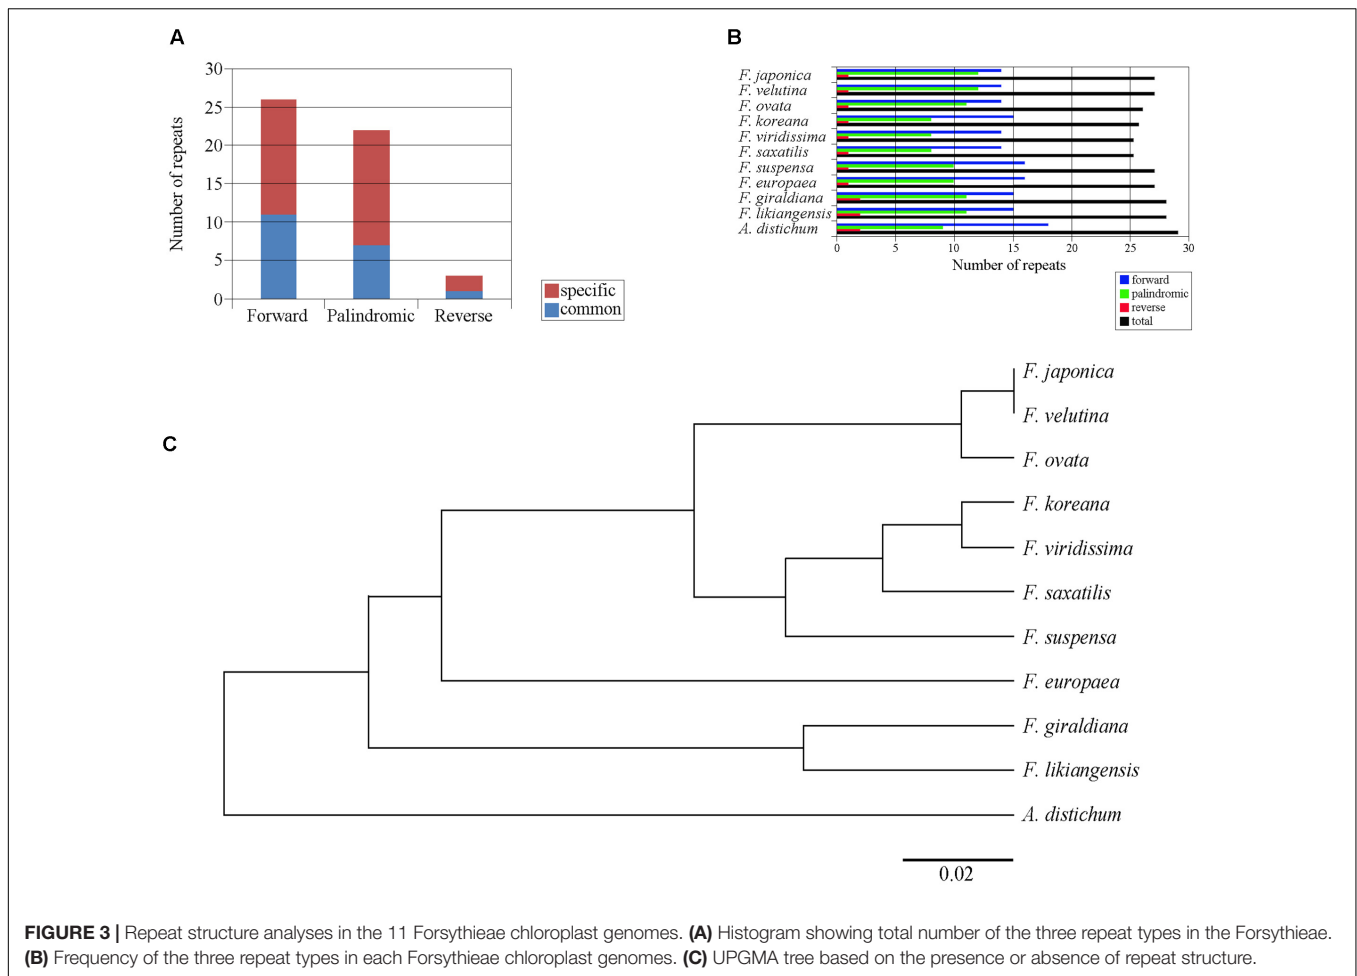 A
30
25
20
15
10
5
0
Number of repeats
Forward
Palindromic
Reverse
specific
common
B
F. japonica
F. velutina
F. ovata
F. koreana
F. viridissima
F. saxatilis
F. suspensa
F. europaea
F. giraldiana
F. likiangensis
A. distichum
0 5 10 15 20 25 30
Number of repeats
forward
palindromic
reverse
total
C
F. japonica
F. velutina
F. ovata
F. koreana
F. viridissima
F. saxatilis
F. suspensa
F. europaea
F. giraldiana
F. likiangensis
A. distichum
0.02
FIGURE 3 | Repeat structure analyses in the 11 Forsythieae chloroplast genomes. (A) Histogram showing total number of the three repeat types in the Forsythieae.
(B) Frequency of the three repeat types in each Forsythieae chloroplast genomes. (C) UPGMA tree based on the presence or absence of repeat structure.